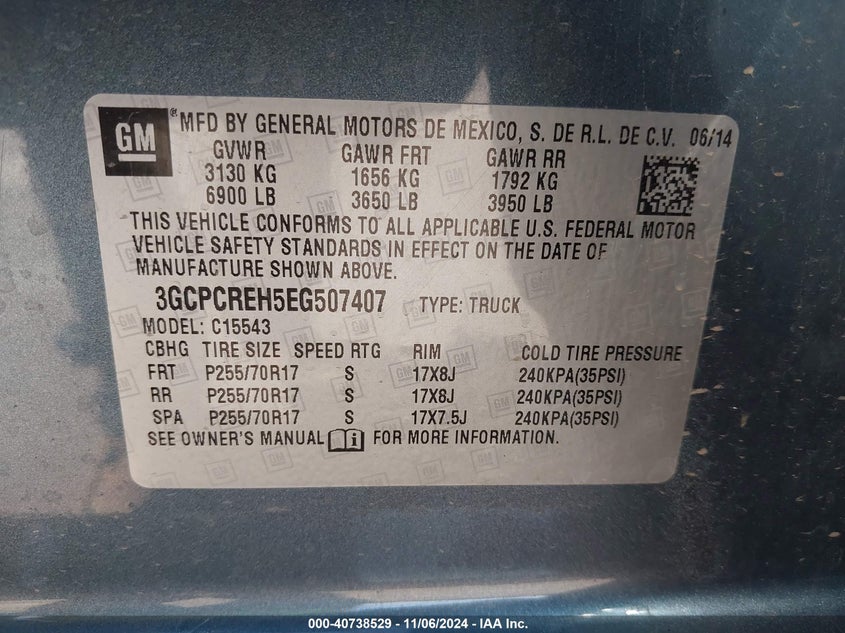 GM ® MFD BY GENERAL MOTORS DE MEXICO, S. DE R.L. DE C.V. 06/14
GVWR GAWR FRT GAWR RR
3130 KG 1656 KG 1792 KG
6900 LB 3650 LB 3950 LB
THIS VEHICLE CONFORMS TO ALL APPLICABLE U.S. FEDERAL MOTOR
VEHICLE SAFETY STANDARDS IN EFFECT ON THE DATE OF
MANUFACTURE SHOWN ABOVE.
3GCPCREH5EG507407 TYPE: TRUCK
MODEL: C15543
CBHG TIRE SIZE SPEED RTG RIM COLD TIRE PRESSURE
FRT P255/70R17 S 17X8J 240KPA(35PSI)
RR P255/70R17 S 17X8J 240KPA(35PSI)
SPA P255/70R17 S 17X7.5J 240KPA(35PSI)
SEE OWNER'S MANUAL i FOR MORE INFORMATION.
000-40738529 - 11/06/2024 - IAA Inc.